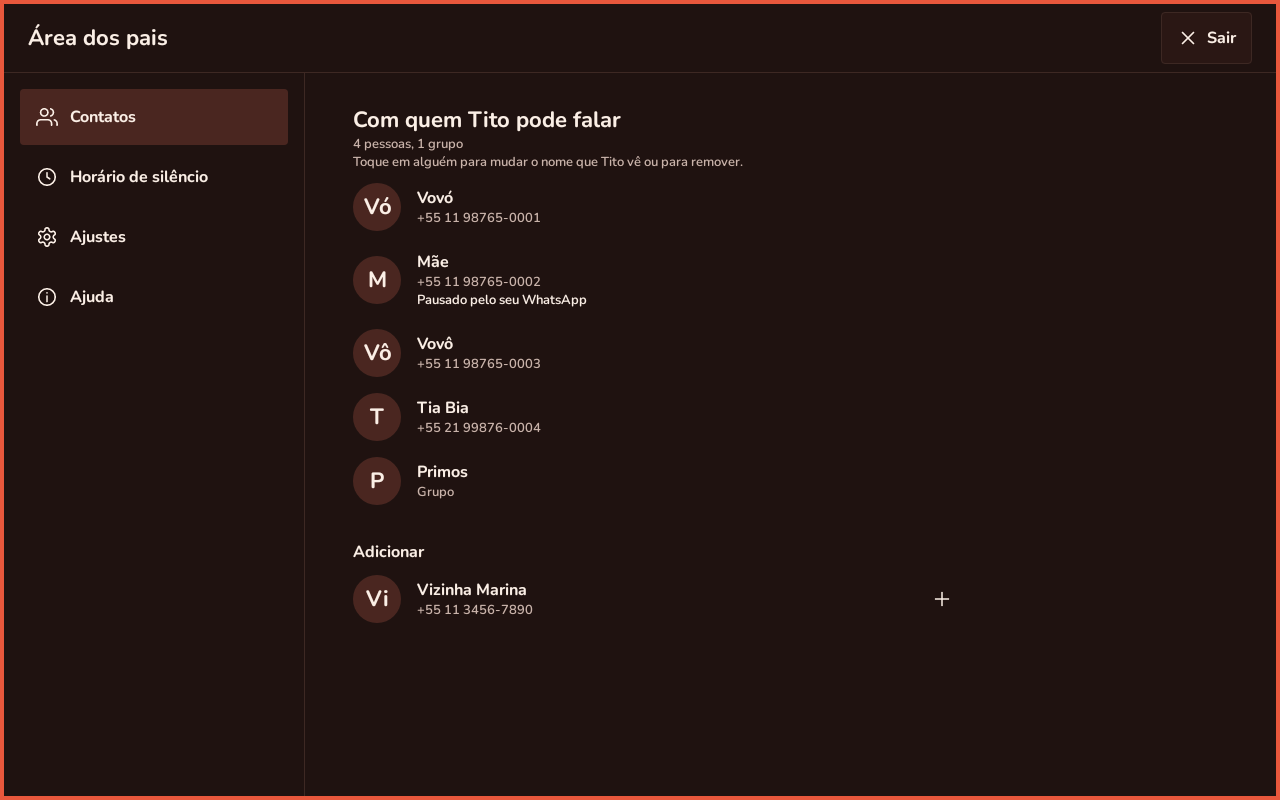 Área dos pais
Sair
Contatos
Horário de silêncio
Ajustes
Ajuda
Com quem Tito pode falar
4 pessoas, 1 grupo
Toque em alguém para mudar o nome que Tito vê ou para remover.
Vó
Vovó
+55 11 98765-0001
M
Mãe
+55 11 98765-0002
Pausado pelo seu WhatsApp
Vô
Vovô
+55 11 98765-0003
T
Tia Bia
+55 21 99876-0004
P
Primos
Grupo
Adicionar
Vi
Vizinha Marina
+55 11 3456-7890